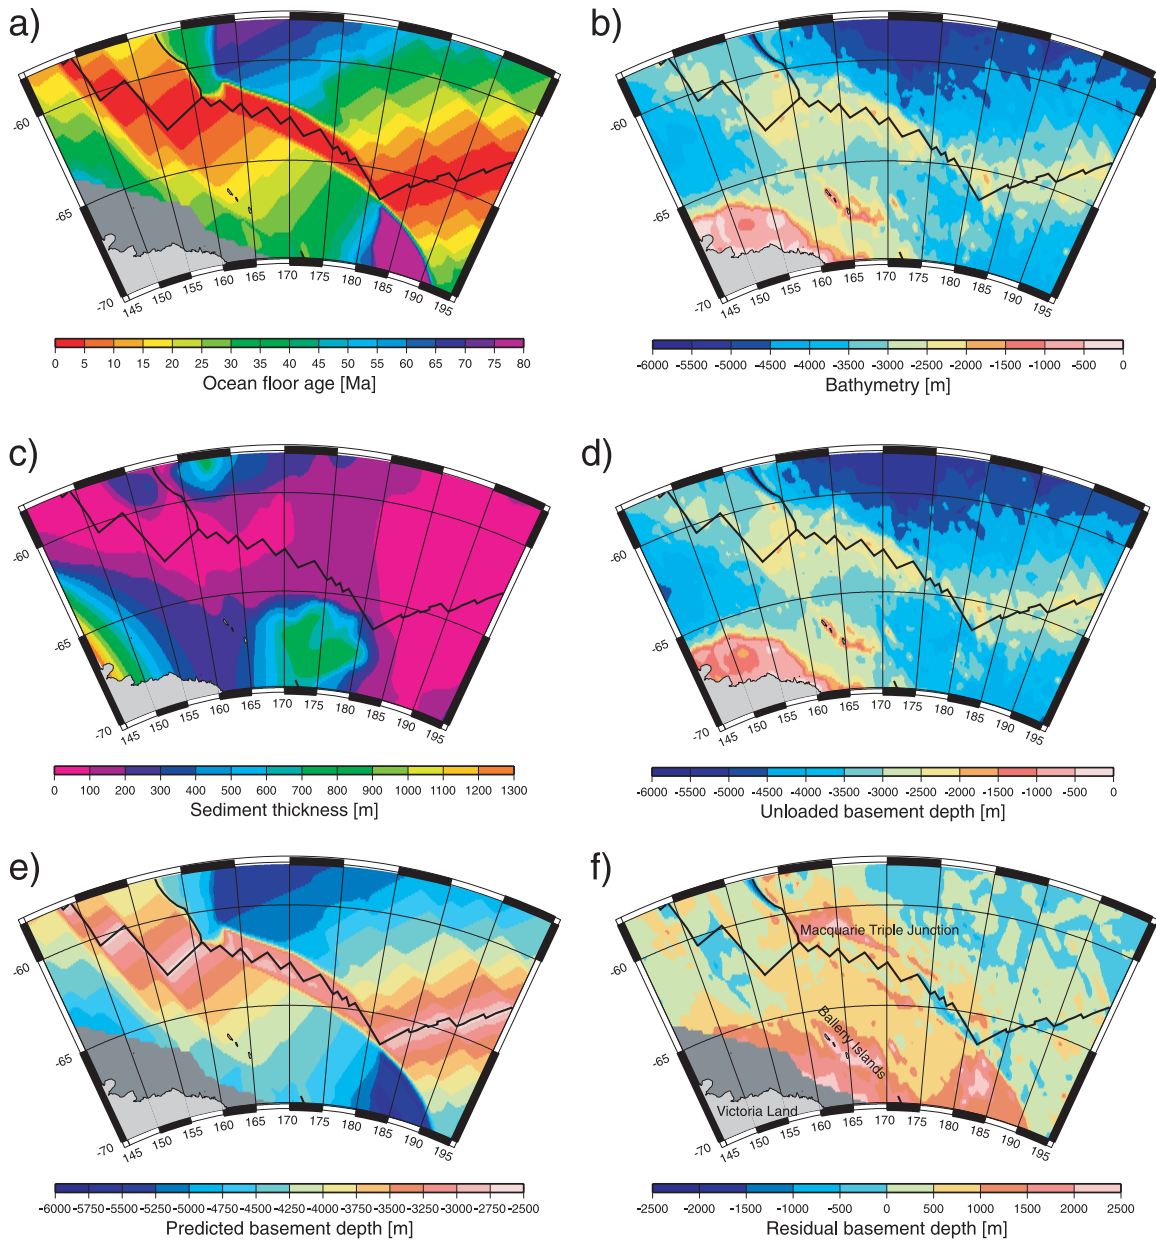 a)
-60
-65
-70
145 150 155 160 165 170 175 180 185 190 195
0 5 10 15 20 25 30 35 40 45 50 55 60 65 70 75 80
Ocean floor age [Ma]
b)
-60
-65
-70
145 150 155 160 165 170 175 180 185 190 195
-6000 -5500 -5000 -4500 -4000 -3500 -3000 -2500 -2000 -1500 -1000 -500 0
Bathymetry [m]
c)
-60
-65
-70
145 150 155 160 165 170 175 180 185 190 195
0 100 200 300 400 500 600 700 800 900 1000 1100 1200 1300
Sediment thickness [m]
d)
-60
-65
-70
145 150 155 160 165 170 175 180 185 190 195
-6000 -5500 -5000 -4500 -4000 -3500 -3000 -2500 -2000 -1500 -1000 -500 0
Unloaded basement depth [m]
e)
-60
-65
-70
145 150 155 160 165 170 175 180 185 190 195
-6000 -5750 -5500 -5250 -5000 -4750 -4500 -4250 -4000 -3750 -3500 -3250 -3000 -2750 -2500
Predicted basement depth [m]
f)
Macquarie Triple Junction
Ballerry Islands
Victoria Land
-60
-65
-70
145 150 155 160 165 170 175 180 185 190 195
-2500 -2000 -1500 -1000 -500 0 500 1000 1500 2000 2500
Residual basement depth [m]